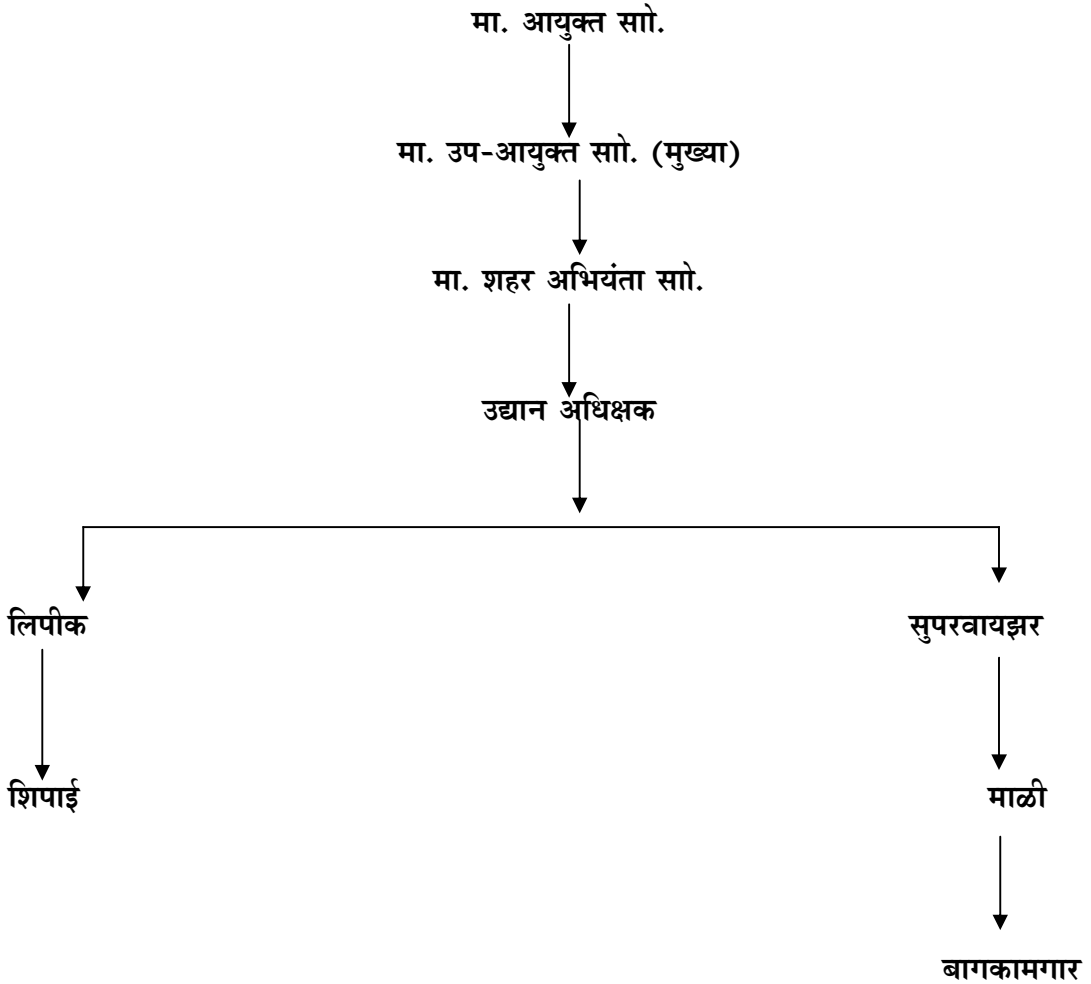 मा. आयुक्त साो.
मा. उप-आयुक्त साो. (मुख्या)
मा. शहर अभियंता साो.
उद्यान अधिक्षक
लिपीक
सुपरवायझर
शिपाई
माळी
बागकामगार